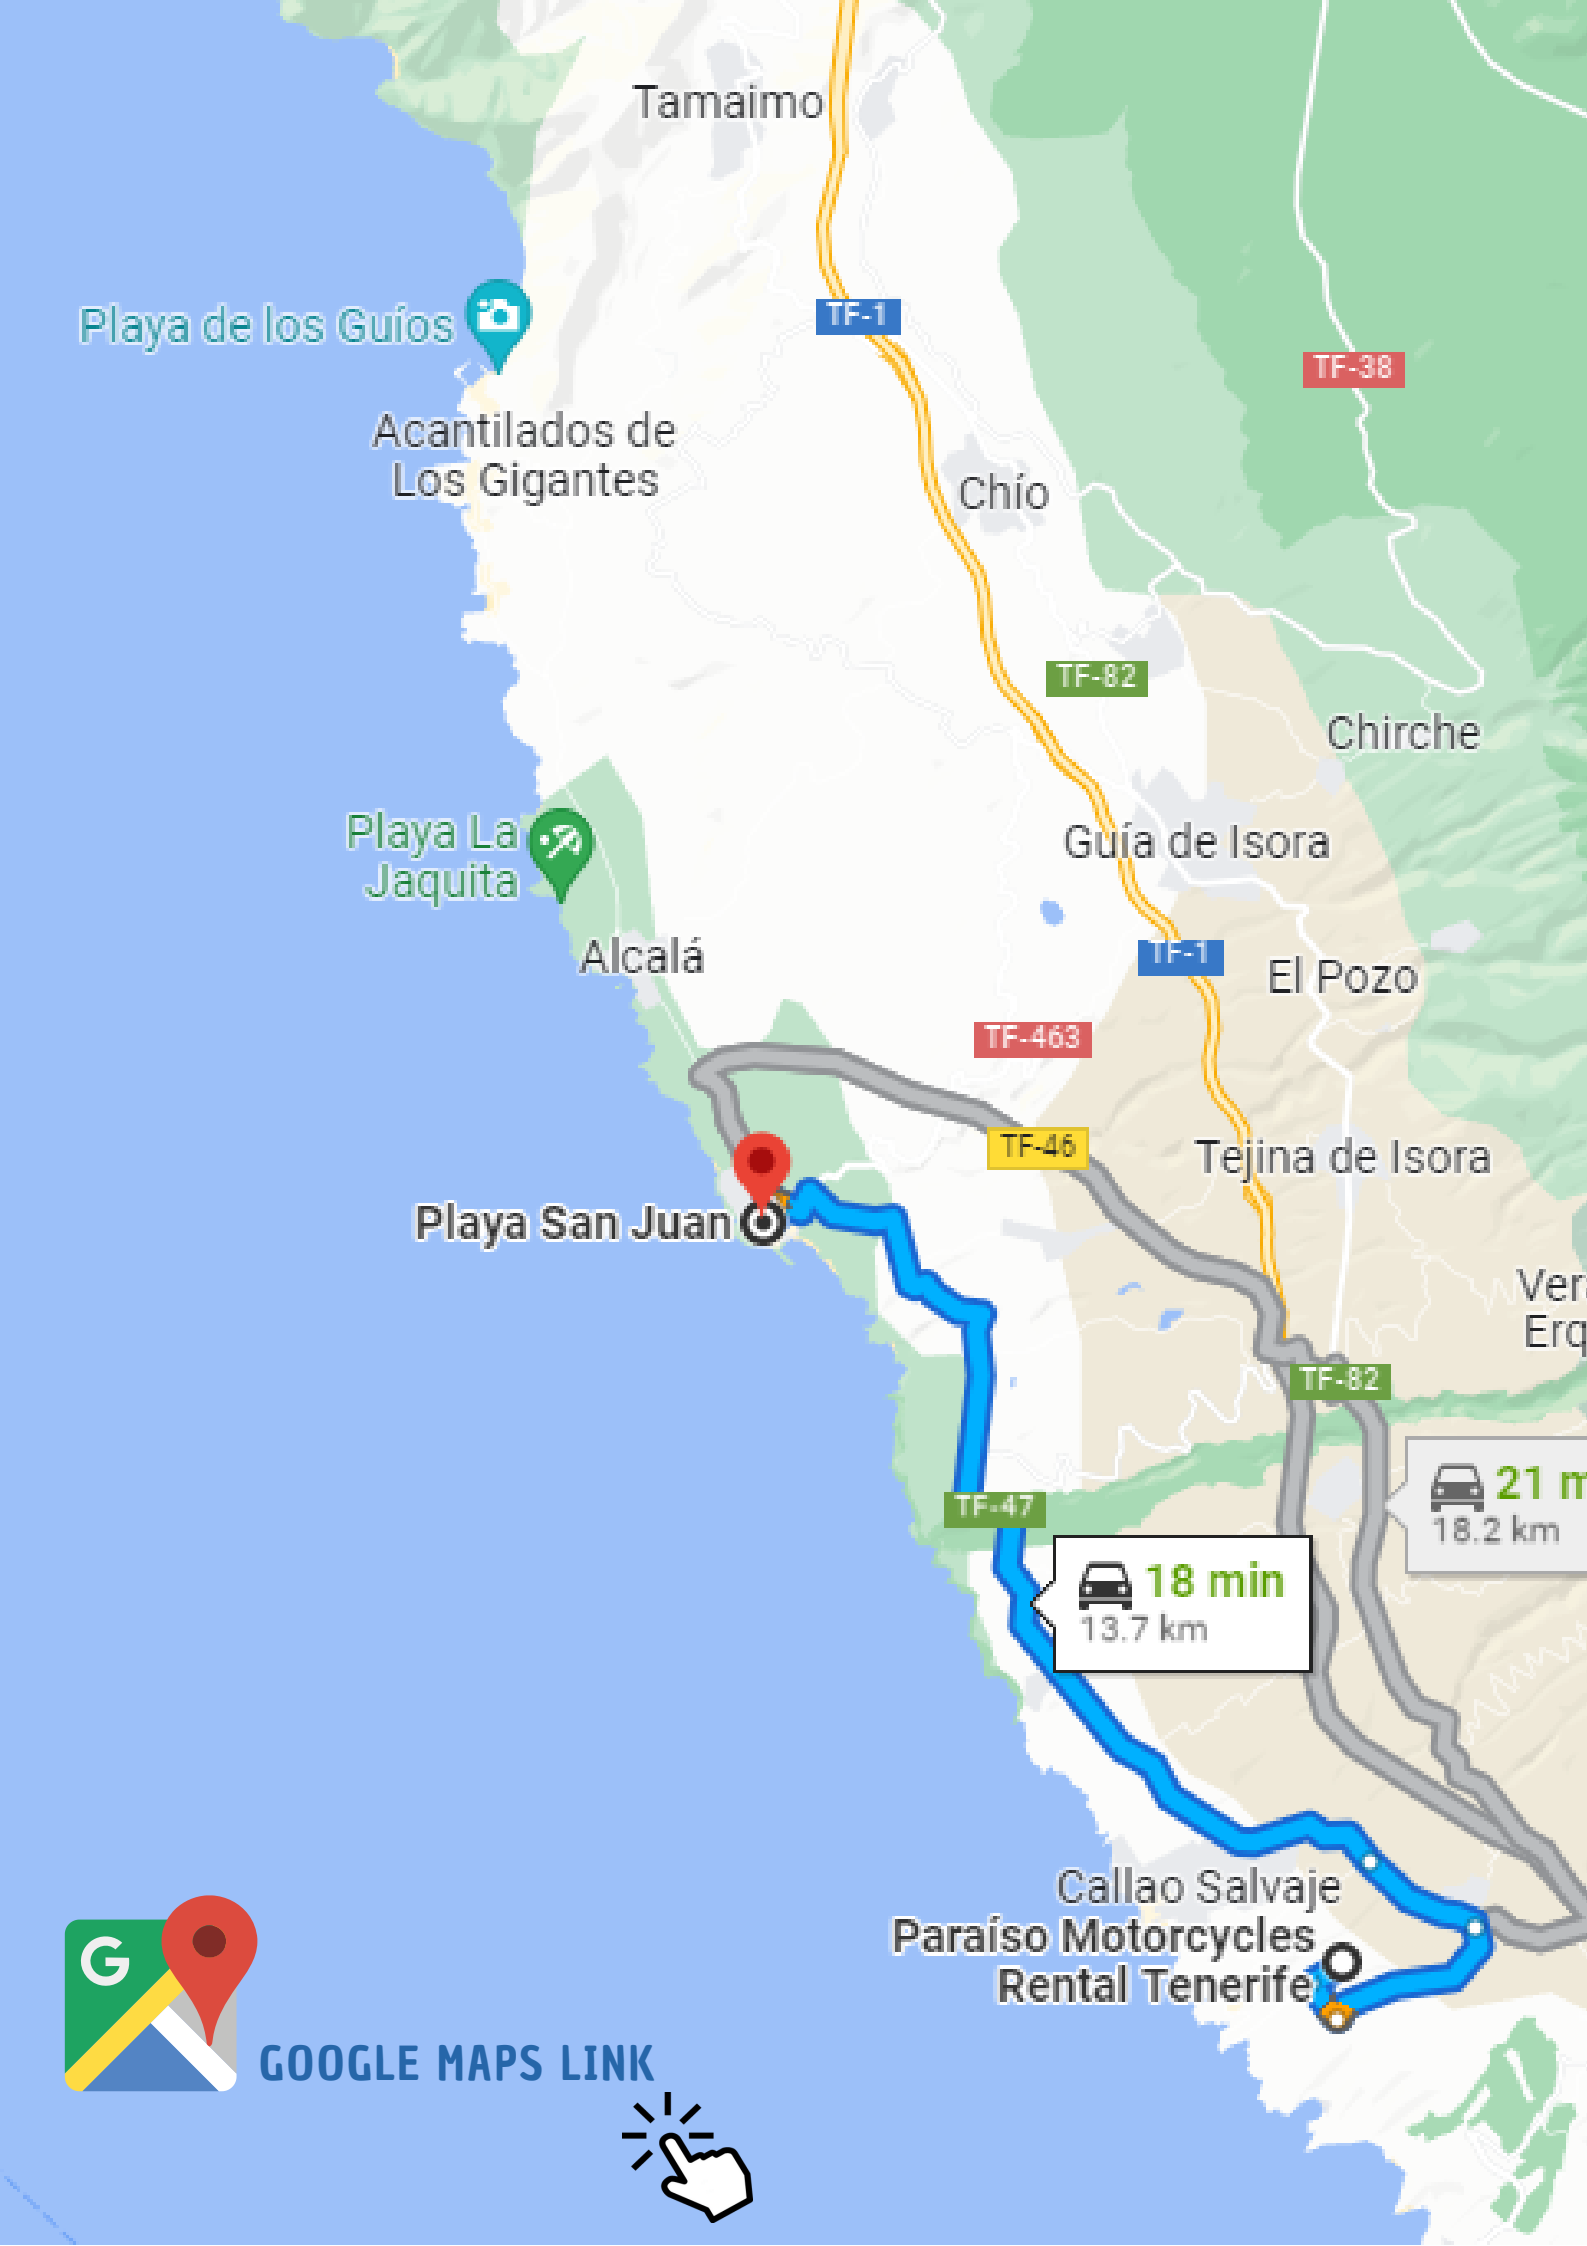 Tamaimo
Playa de los Guíos
TF-1
TF-38
Acantilados de
Los Gigantes
Chío
TF-82
Chirche
Playa La
Jaquita
Guía de Isora
Alcalá
TF-1
El Pozo
TF-463
TF-46
Tejina de Isora
Playa San Juan
TF-82
21 m
18.2 km
TF-47
18 min
13.7 km
Callao Salvaje
Paraíso Motorcycles
Rental Tenerife
G
GOOGLE MAPS LINK